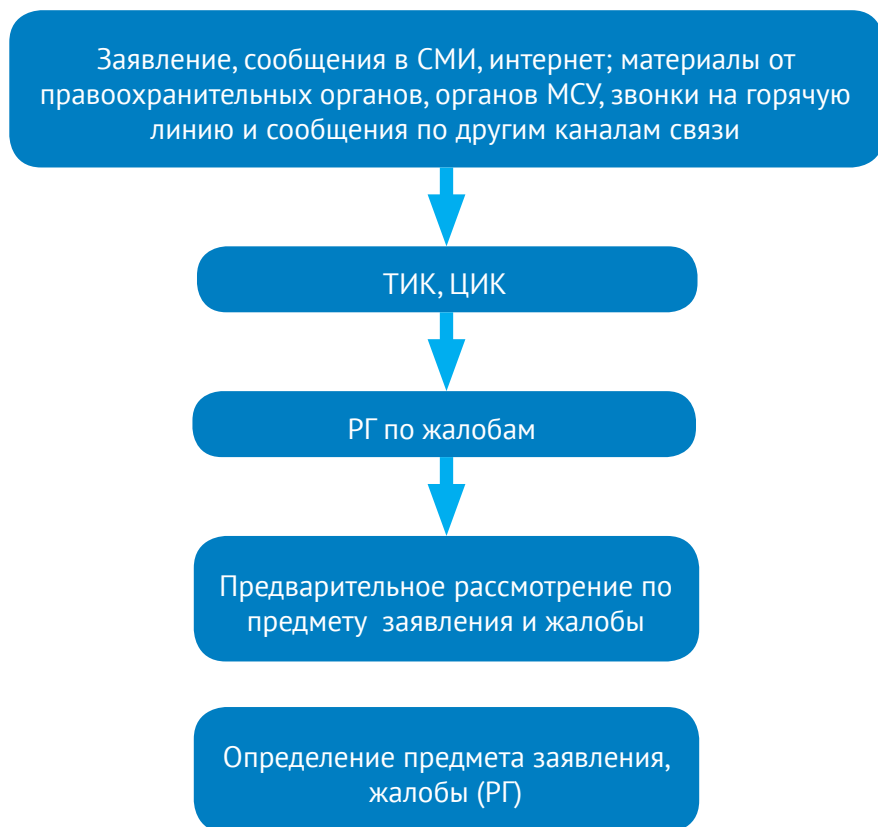 Заявление, сообщения в СМИ, интернет; материалы от
правоохранительных органов, органов МСУ, звонки на горячую
линию и сообщения по другим каналам связи
ТИК, ЦИК
РГ по жалобам
Предварительное рассмотрение по
предмету заявления и жалобы
Определение предмета заявления,
жалобы (РГ)